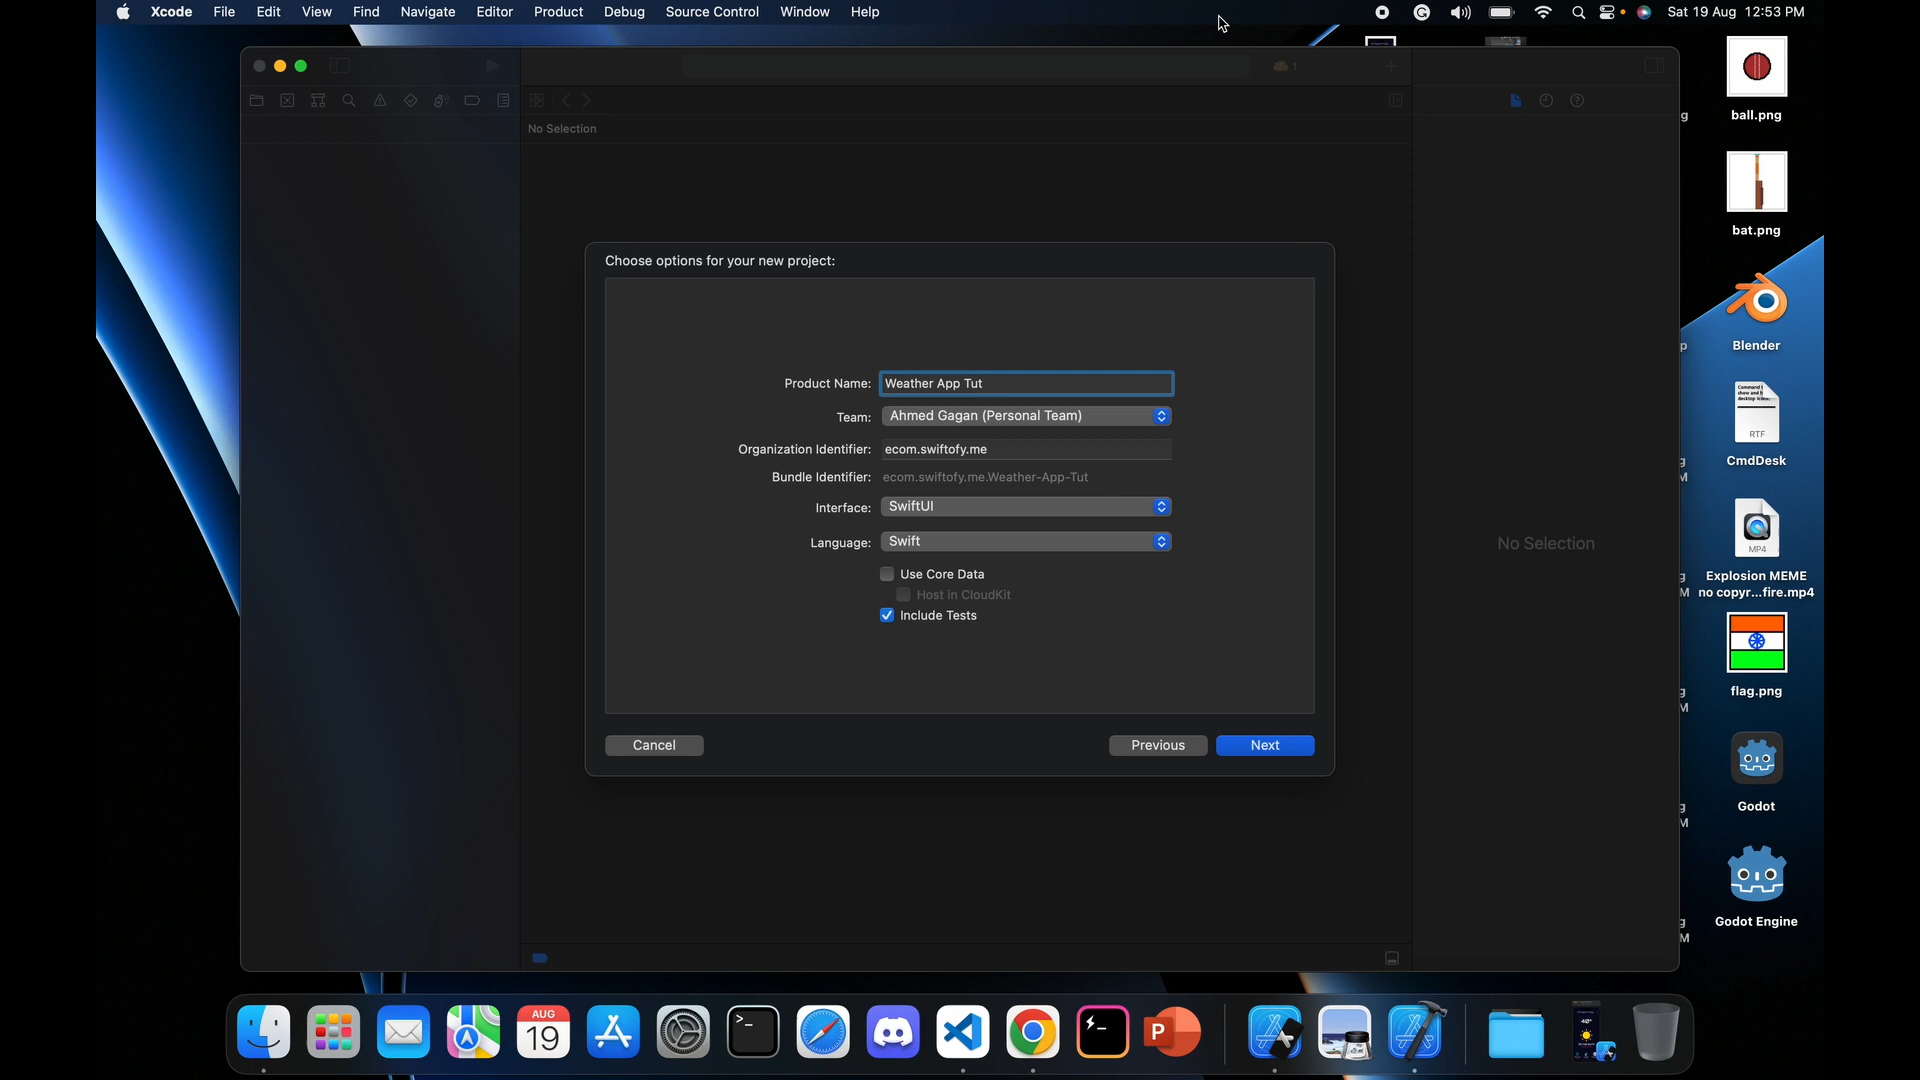 Xcode File Edit View Find Navigate Editor Product Debug Source Control Window Help Sat 19 Aug 12:53 PM
1
No Selection
No Selection
Choose options for your new project:
Product Name: Weather App Tut
Team: Ahmed Gagan (Personal Team)
Organization Identifier: ecom.swiftofy.me
Bundle Identifier: ecom.swiftofy.me.Weather-App-Tut
Interface: SwiftUI
Language: Swift
Use Core Data
Host in CloudKit
Include Tests
Cancel Previous Next
ball.png
bat.png
Blender
RTF
CmdDesk
MP4
Explosion MEME
no copyr...fire.mp4
flag.png
Godot
Godot Engine
AUG
19
P